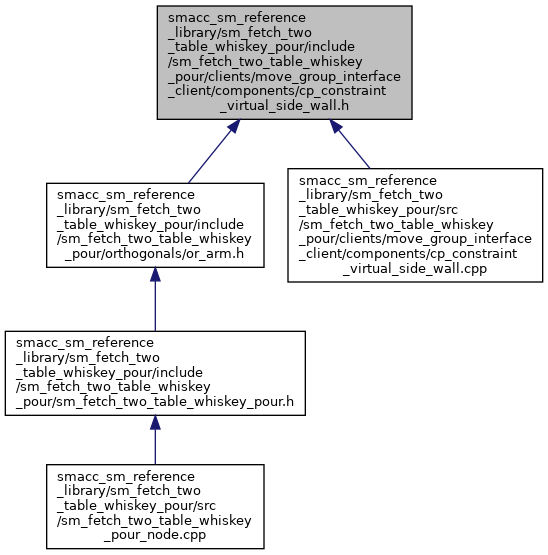 smacc_sm_reference
_library/sm_fetch_two
_table_whiskey_pour/include
/sm_fetch_two_table_whiskey
_pour/clients/move_group_interface
_client/components/cp_constraint
_virtual_side_wall.h
smacc_sm_reference
_library/sm_fetch_two
_table_whiskey_pour/include
/sm_fetch_two_table_whiskey
_pour/orthogonals/or_arm.h
smacc_sm_reference
_library/sm_fetch_two
_table_whiskey_pour/src
/sm_fetch_two_table_whiskey
_pour/clients/move_group_interface
_client/components/cp_constraint
_virtual_side_wall.cpp
smacc_sm_reference
_library/sm_fetch_two
_table_whiskey_pour/include
/sm_fetch_two_table_whiskey
_pour/sm_fetch_two_table_whiskey_pour.h
smacc_sm_reference
_library/sm_fetch_two
_table_whiskey_pour/src
/sm_fetch_two_table_whiskey
_pour_node.cpp